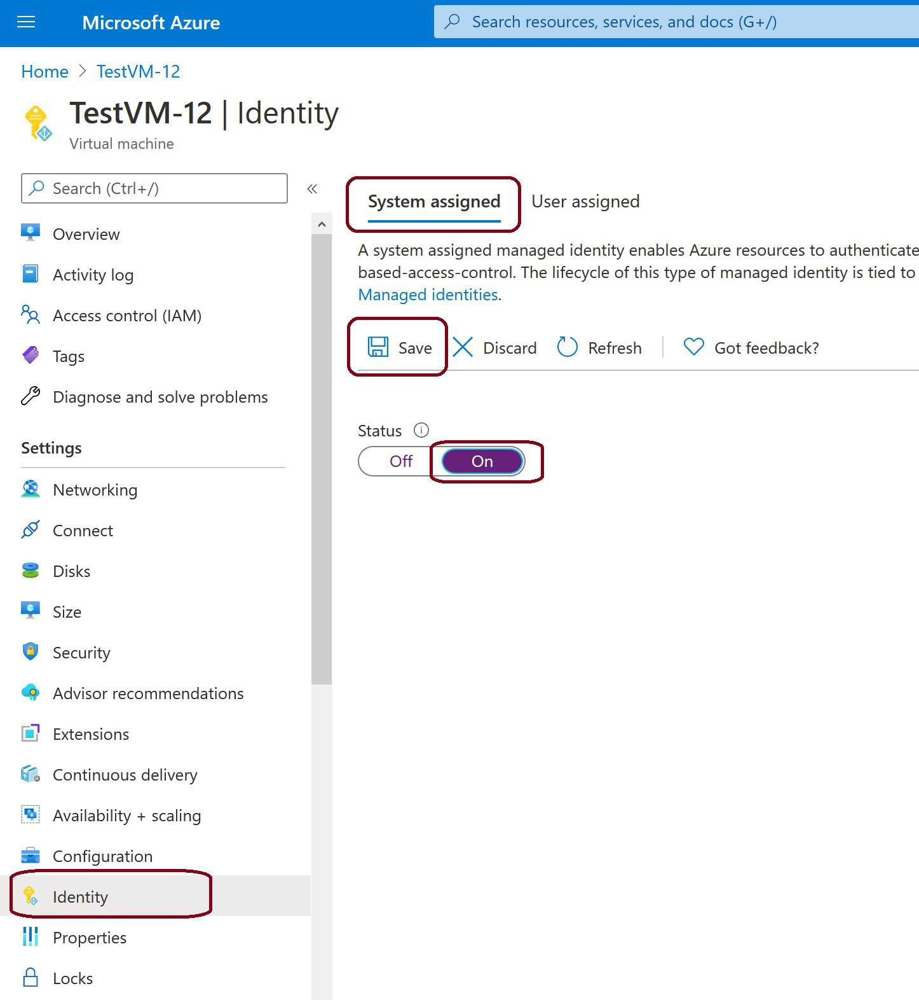 Microsoft Azure
Search resources, services, and docs (G+/)
Home > TestVM-12
TestVM-12 | Identity
Virtual machine
Search (Ctrl+/)
«
Overview
Activity log
Access control (IAM)
Tags
Diagnose and solve problems
Settings
Networking
Connect
Disks
Size
Security
Advisor recommendations
Extensions
Continuous delivery
Availability + scaling
Configuration
Identity
Properties
Locks
System assigned User assigned
A system assigned managed identity enables Azure resources to authenticate
based-access-control. The lifecycle of this type of managed identity is tied to
Managed identities.
Save Discard Refresh Got feedback?
Status
Off On